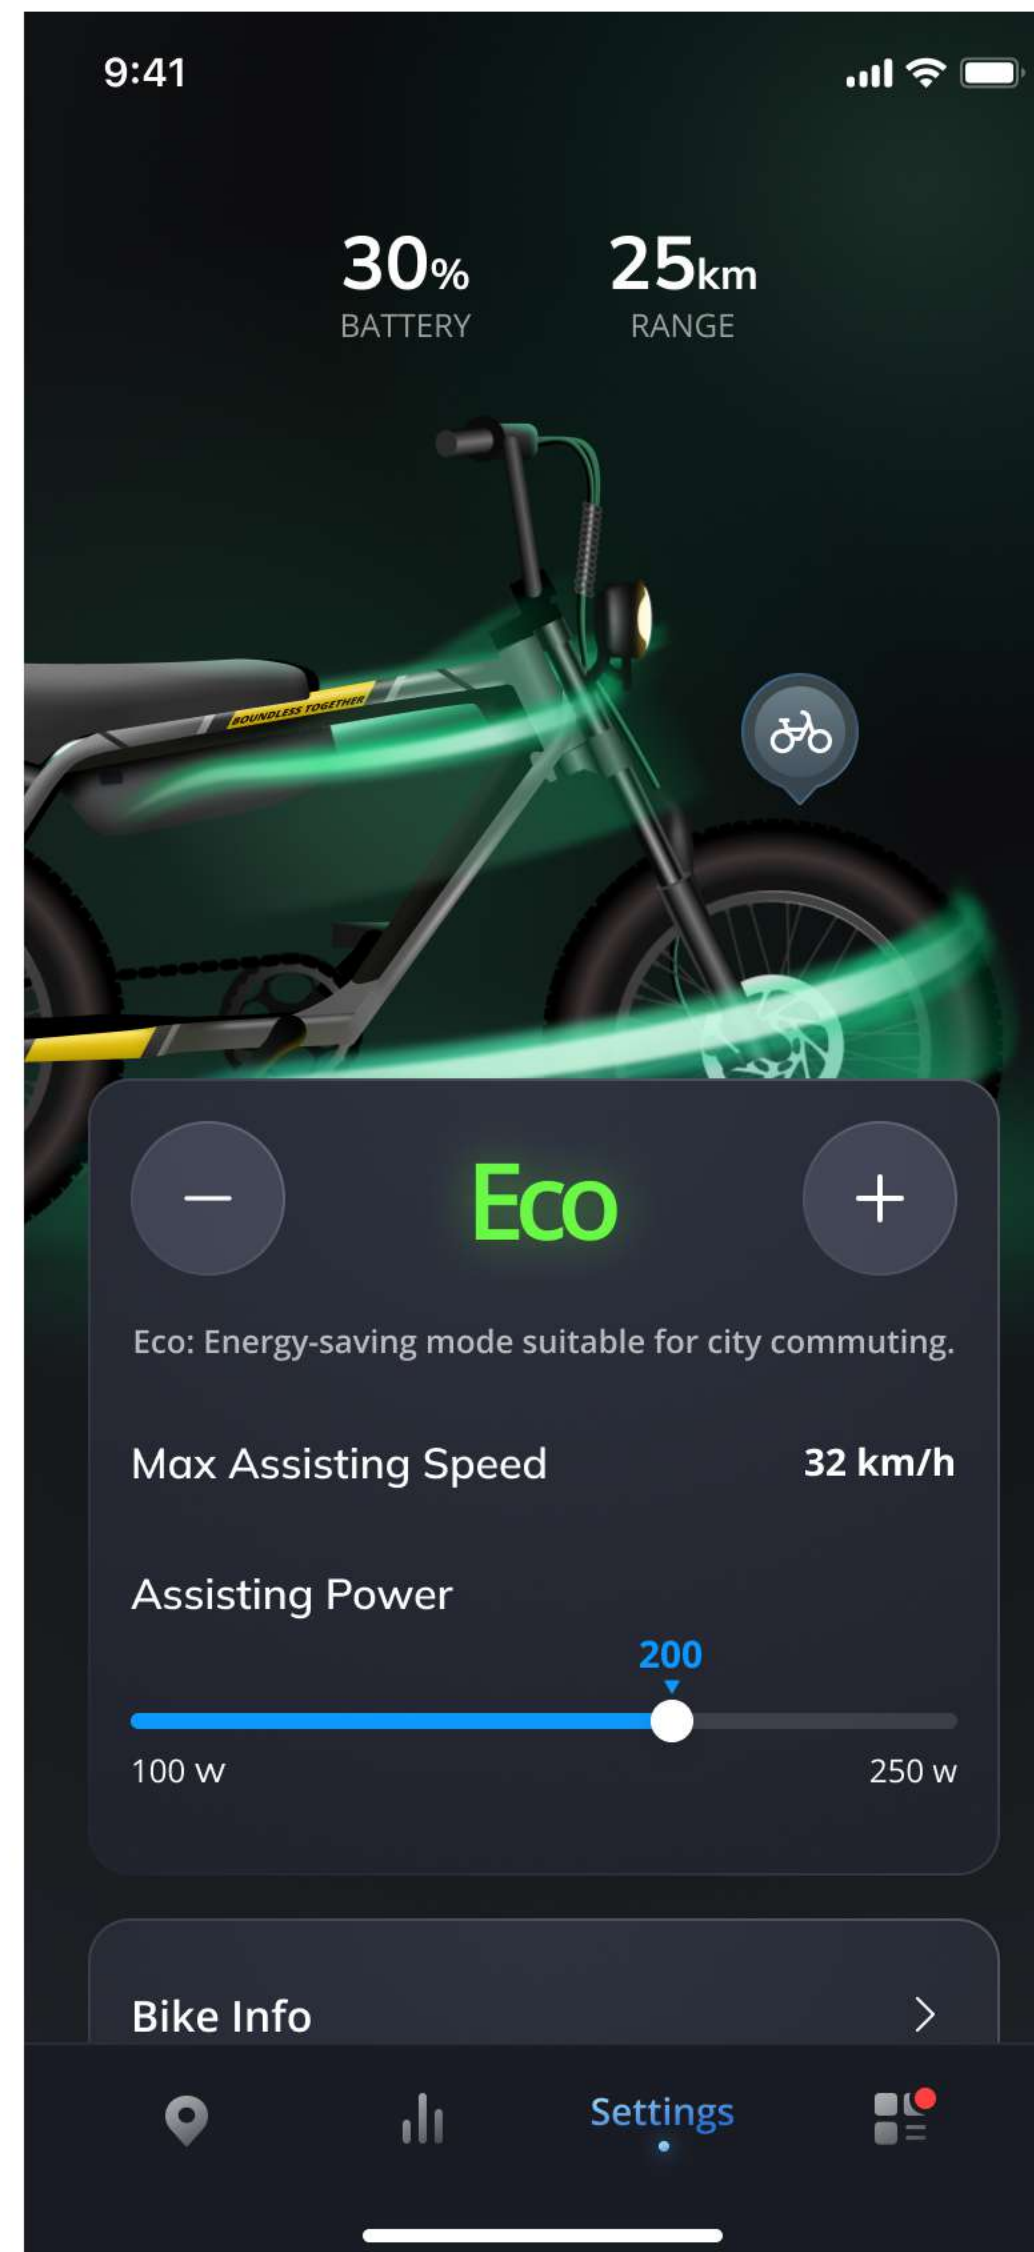 9:41
30% 25km
BATTERY RANGE
BOUNDLESS TOGETHER
Eco
Eco: Energy-saving mode suitable for city commuting.
Max Assisting Speed 32 km/h
Assisting Power
200
100 w 250 w
Bike Info
Settings